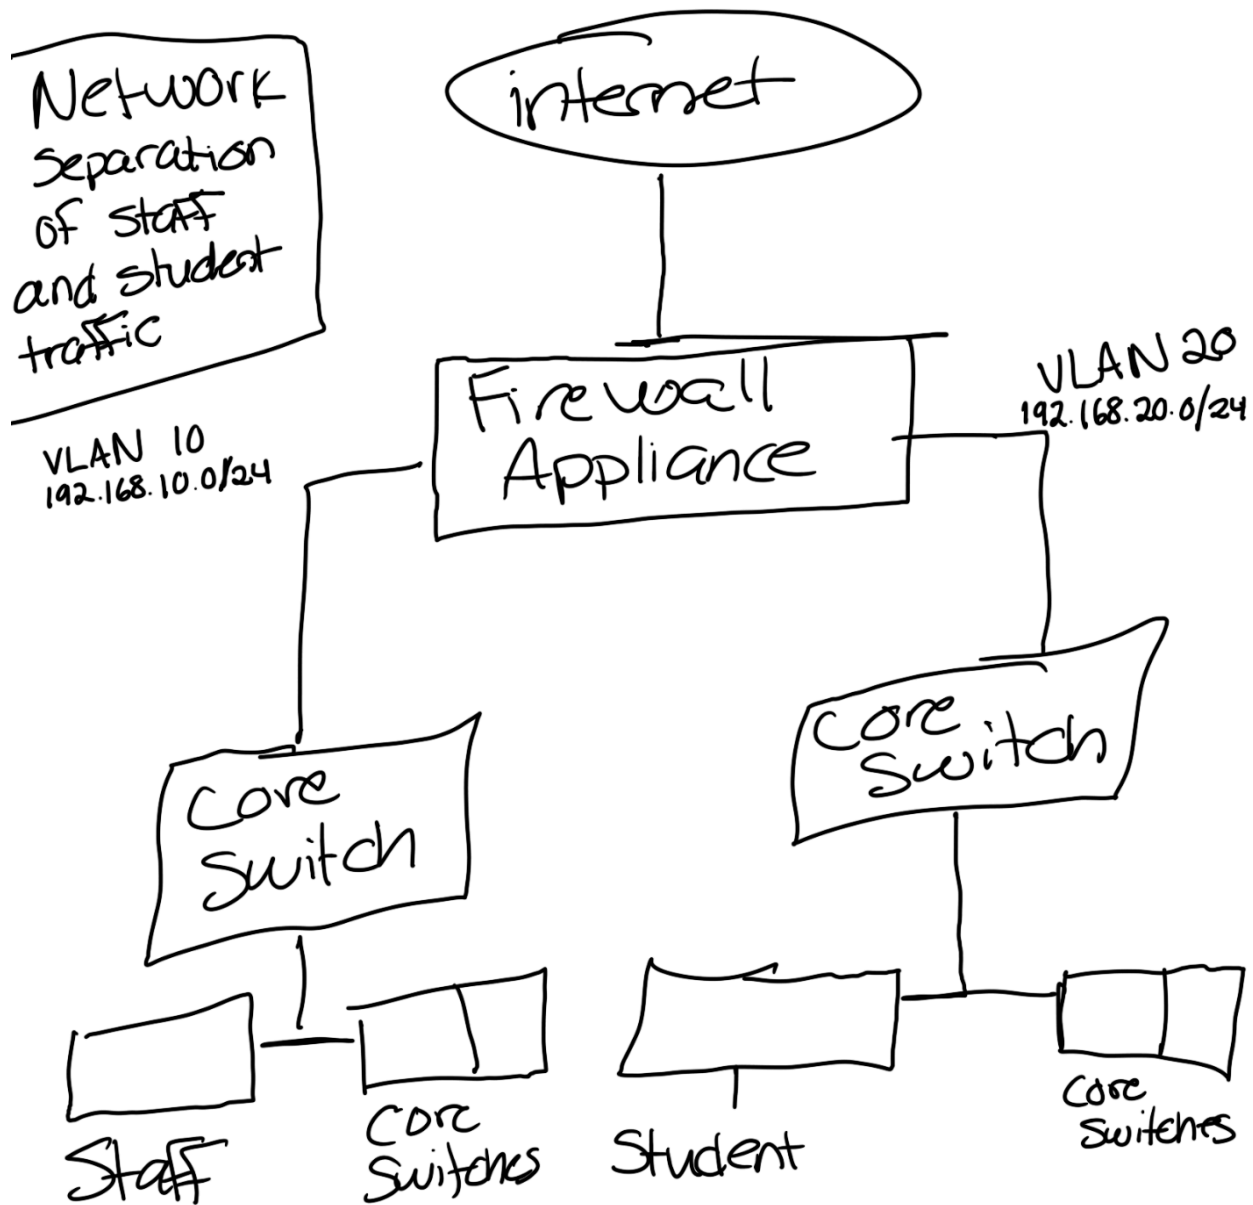 Network
separation
of staff
and student
traffic
internet
Firewall
Appliance
VLAN 10
192.168.10.0/24
VLAN 20
192.168.20.0/24
Core
Switch
Core
Switch
Staff
Core
Switches
Student
Core
Switches